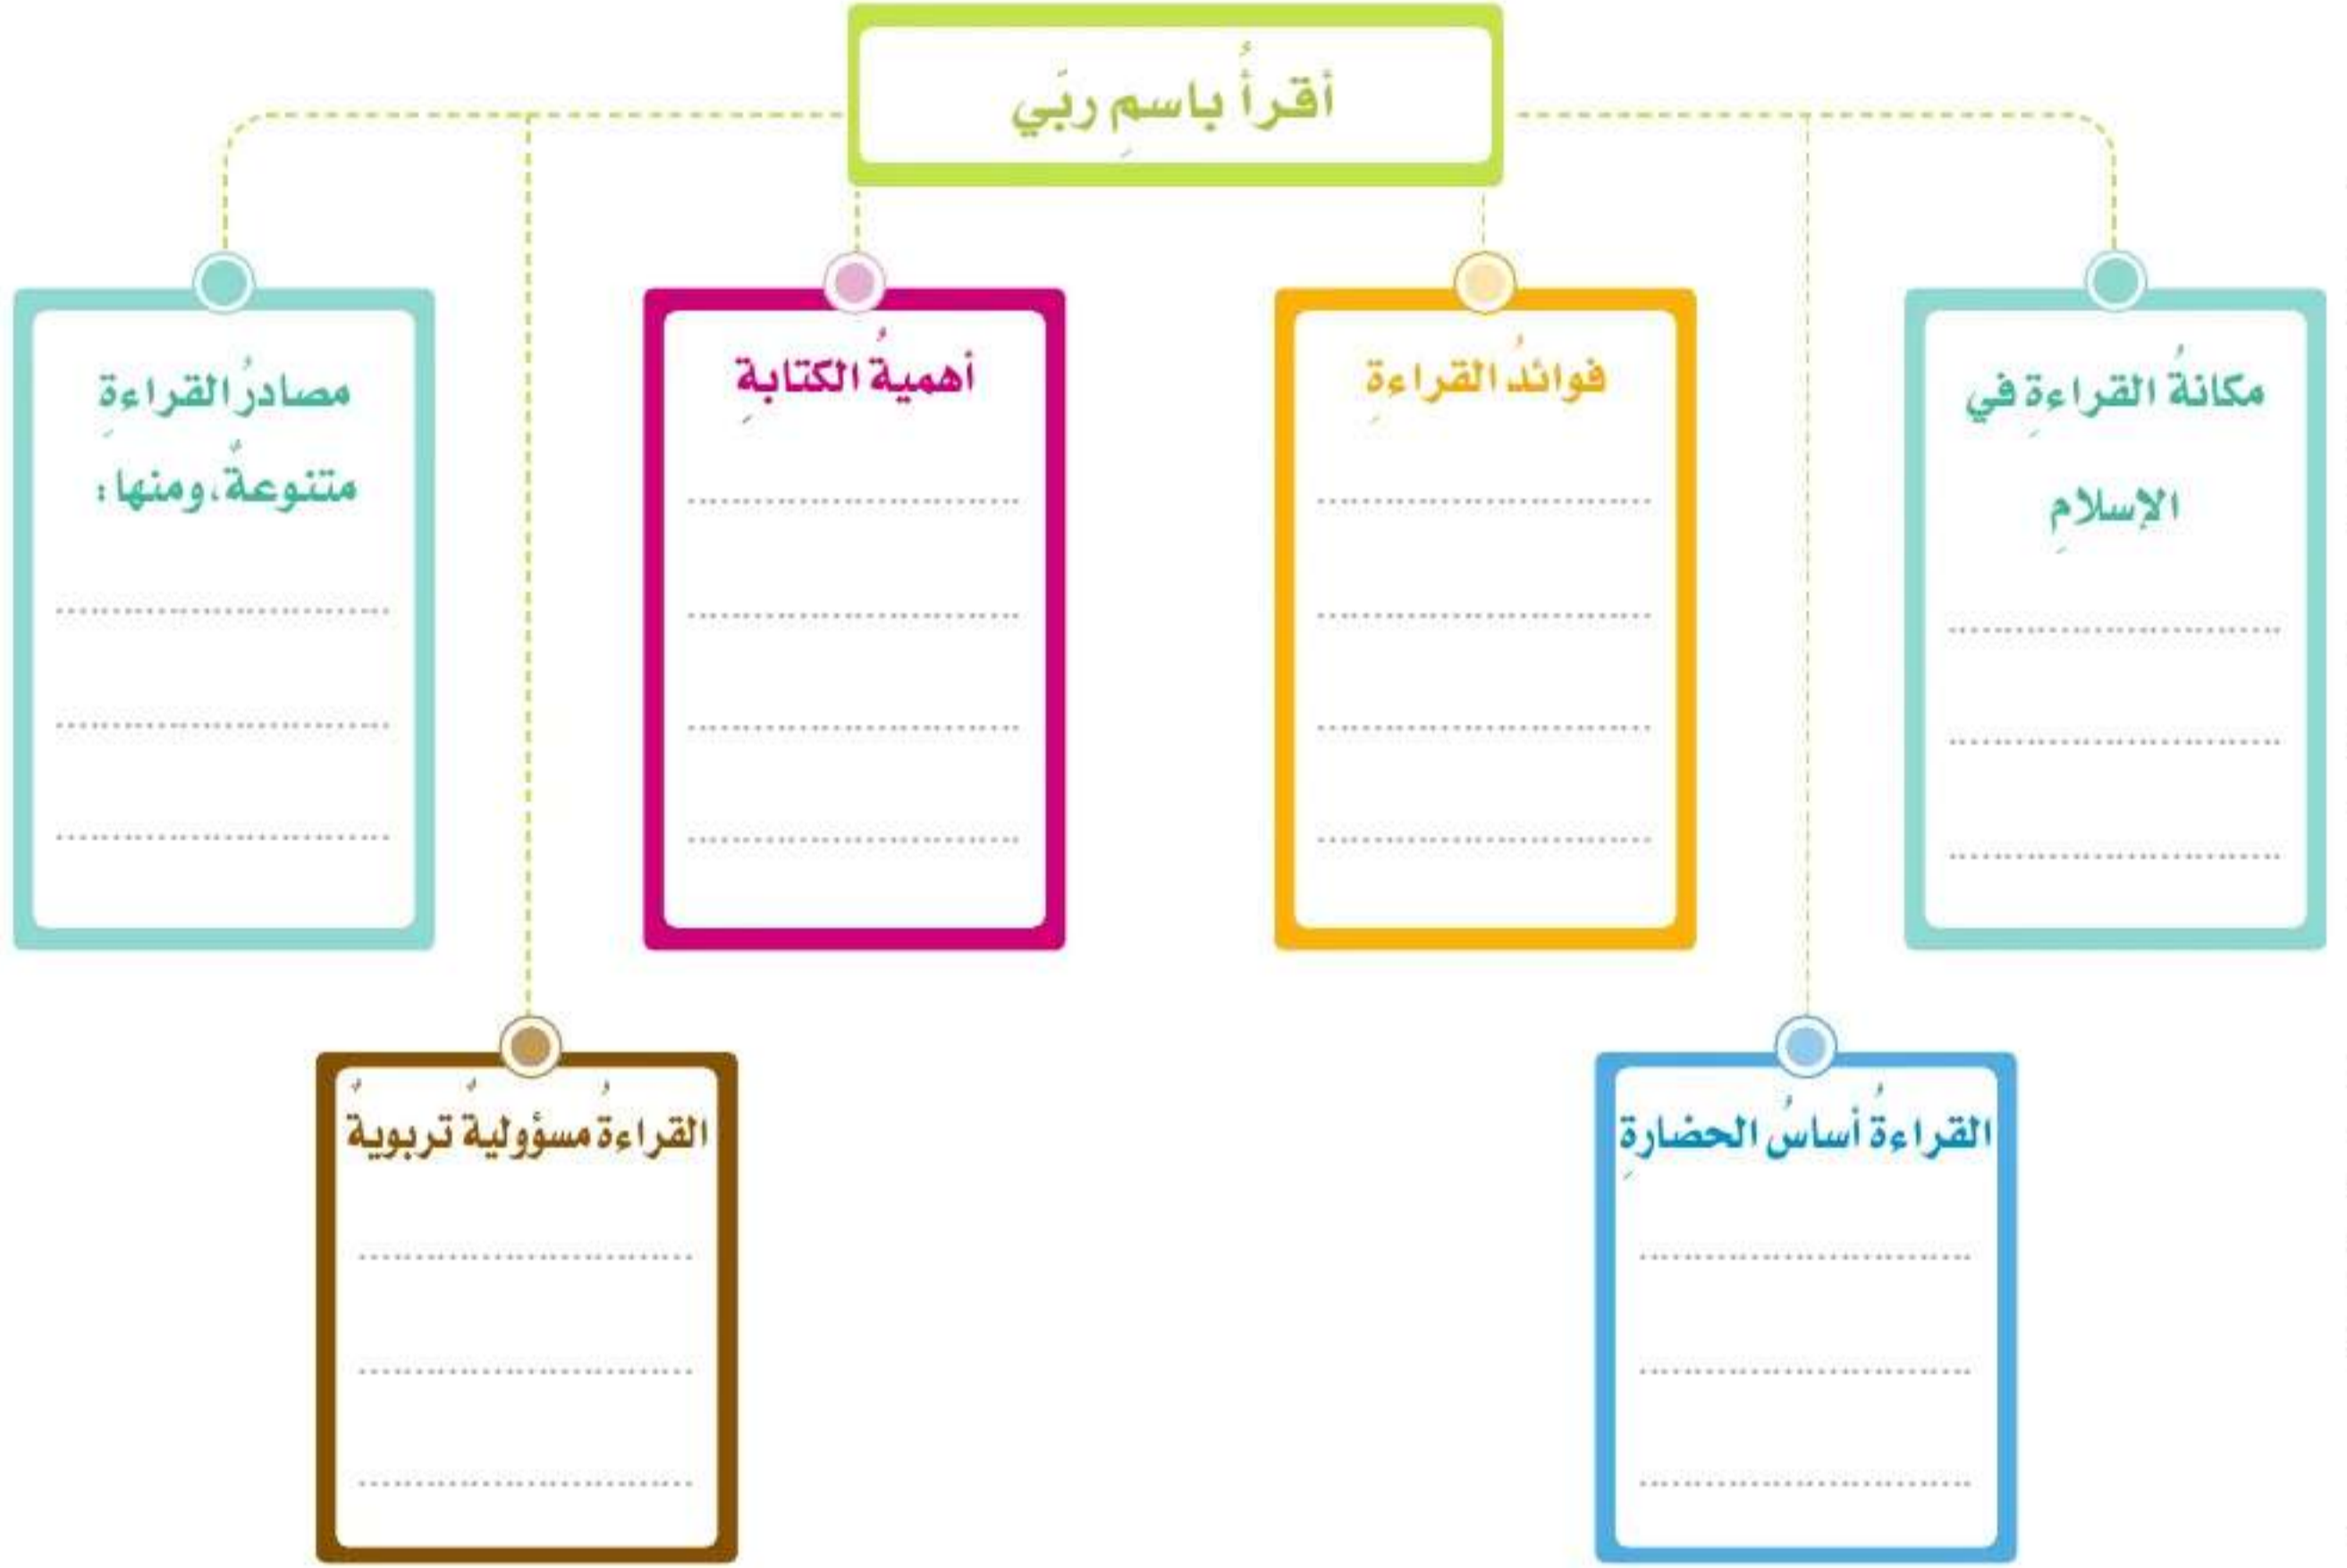 أقرأُ باسمِ ربّي
مكانةُ القراءةِ في
الإسلامِ
فوائدُ القراءةِ
أهميةُ الكتابةِ
مصادرُ القراءةِ
متنوعةٌ، ومنها:
القراءةُ أساسُ الحضارةِ
القراءةُ مسؤوليةٌ تربويةٌ